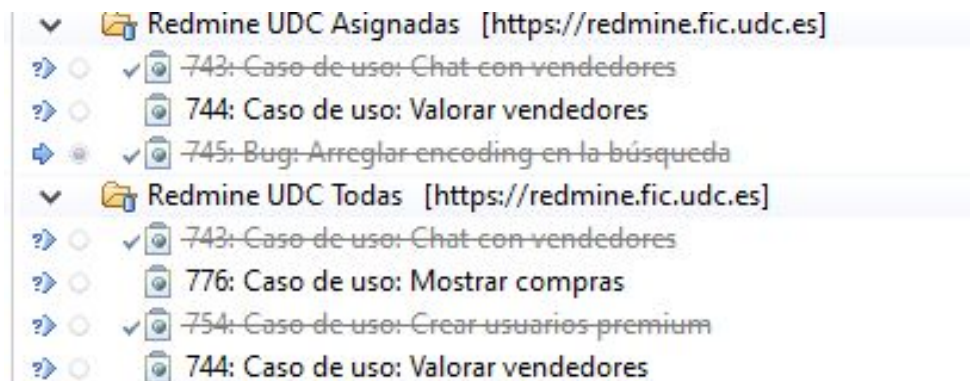 Redmine UDC Asignadas [https://redmine.fic.udc.es]
743: Caso de uso: Chat con vendedores
744: Caso de uso: Valorar vendedores
745: Bug: Arreglar encoding en la búsqueda
Redmine UDC Todas [https://redmine.fic.udc.es]
743: Caso de uso: Chat con vendedores
776: Caso de uso: Mostrar compras
754: Caso de uso: Crear usuarios premium
744: Caso de uso: Valorar vendedores